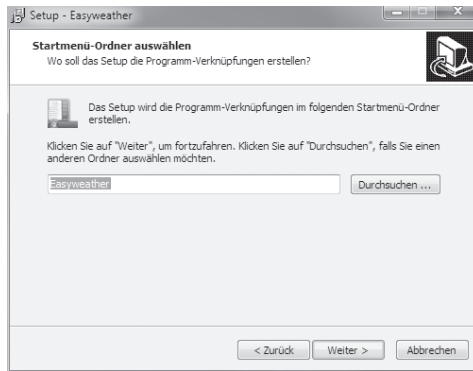 Setup - Easyweather
Startmenü-Ordner auswählen
Wo soll das Setup die Programm-Verknüpfungen erstellen?
Das Setup wird die Programm-Verknüpfungen im folgenden Startmenü-Ordner
erstellen.
Klicken Sie auf "Weiter", um fortzufahren. Klicken Sie auf "Durchsuchen", falls Sie einen
anderen Ordner auswählen möchten.
Easyweather
Durchsuchen ...
< Zurück
Weiter >
Abbrechen